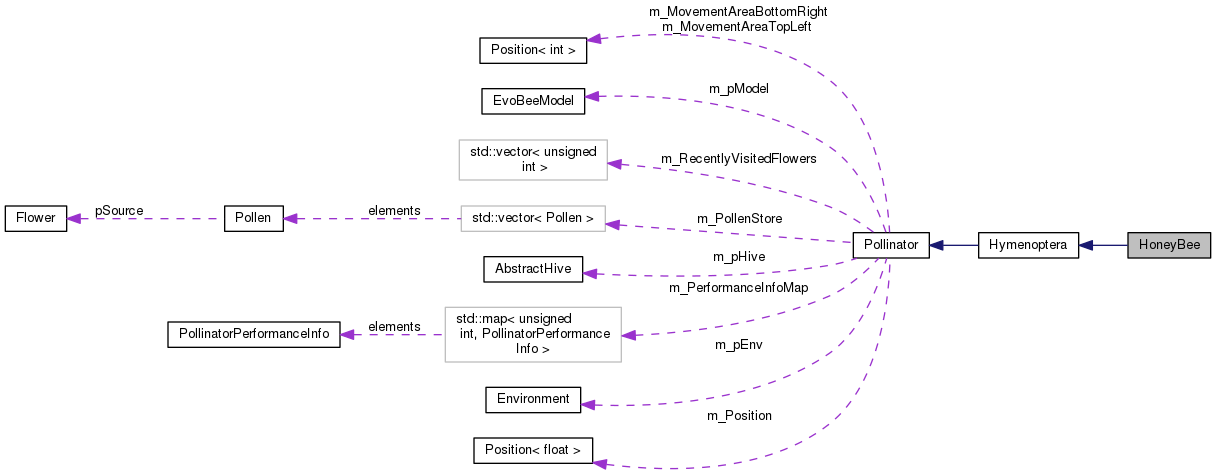 m_MovementAreaBottomRight
m_MovementAreaTopLeft
Position< int >
m_pModel
EvoBeeModel
std::vector< unsigned
int >
m_RecentlyVisitedFlowers
Flower
pSource
Pollen
elements
std::vector< Pollen >
m_PollenStore
Pollinator
Hymenoptera
HoneyBee
AbstractHive
m_pHive
m_PerformanceInfoMap
PollinatorPerformanceInfo
elements
std::map< unsigned
int, PollinatorPerformance
Info >
m_pEnv
Environment
m_Position
Position< float >